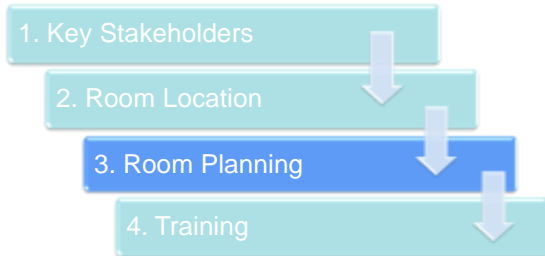 1. Key Stakeholders
2. Room Location
3. Room Planning
4. Training